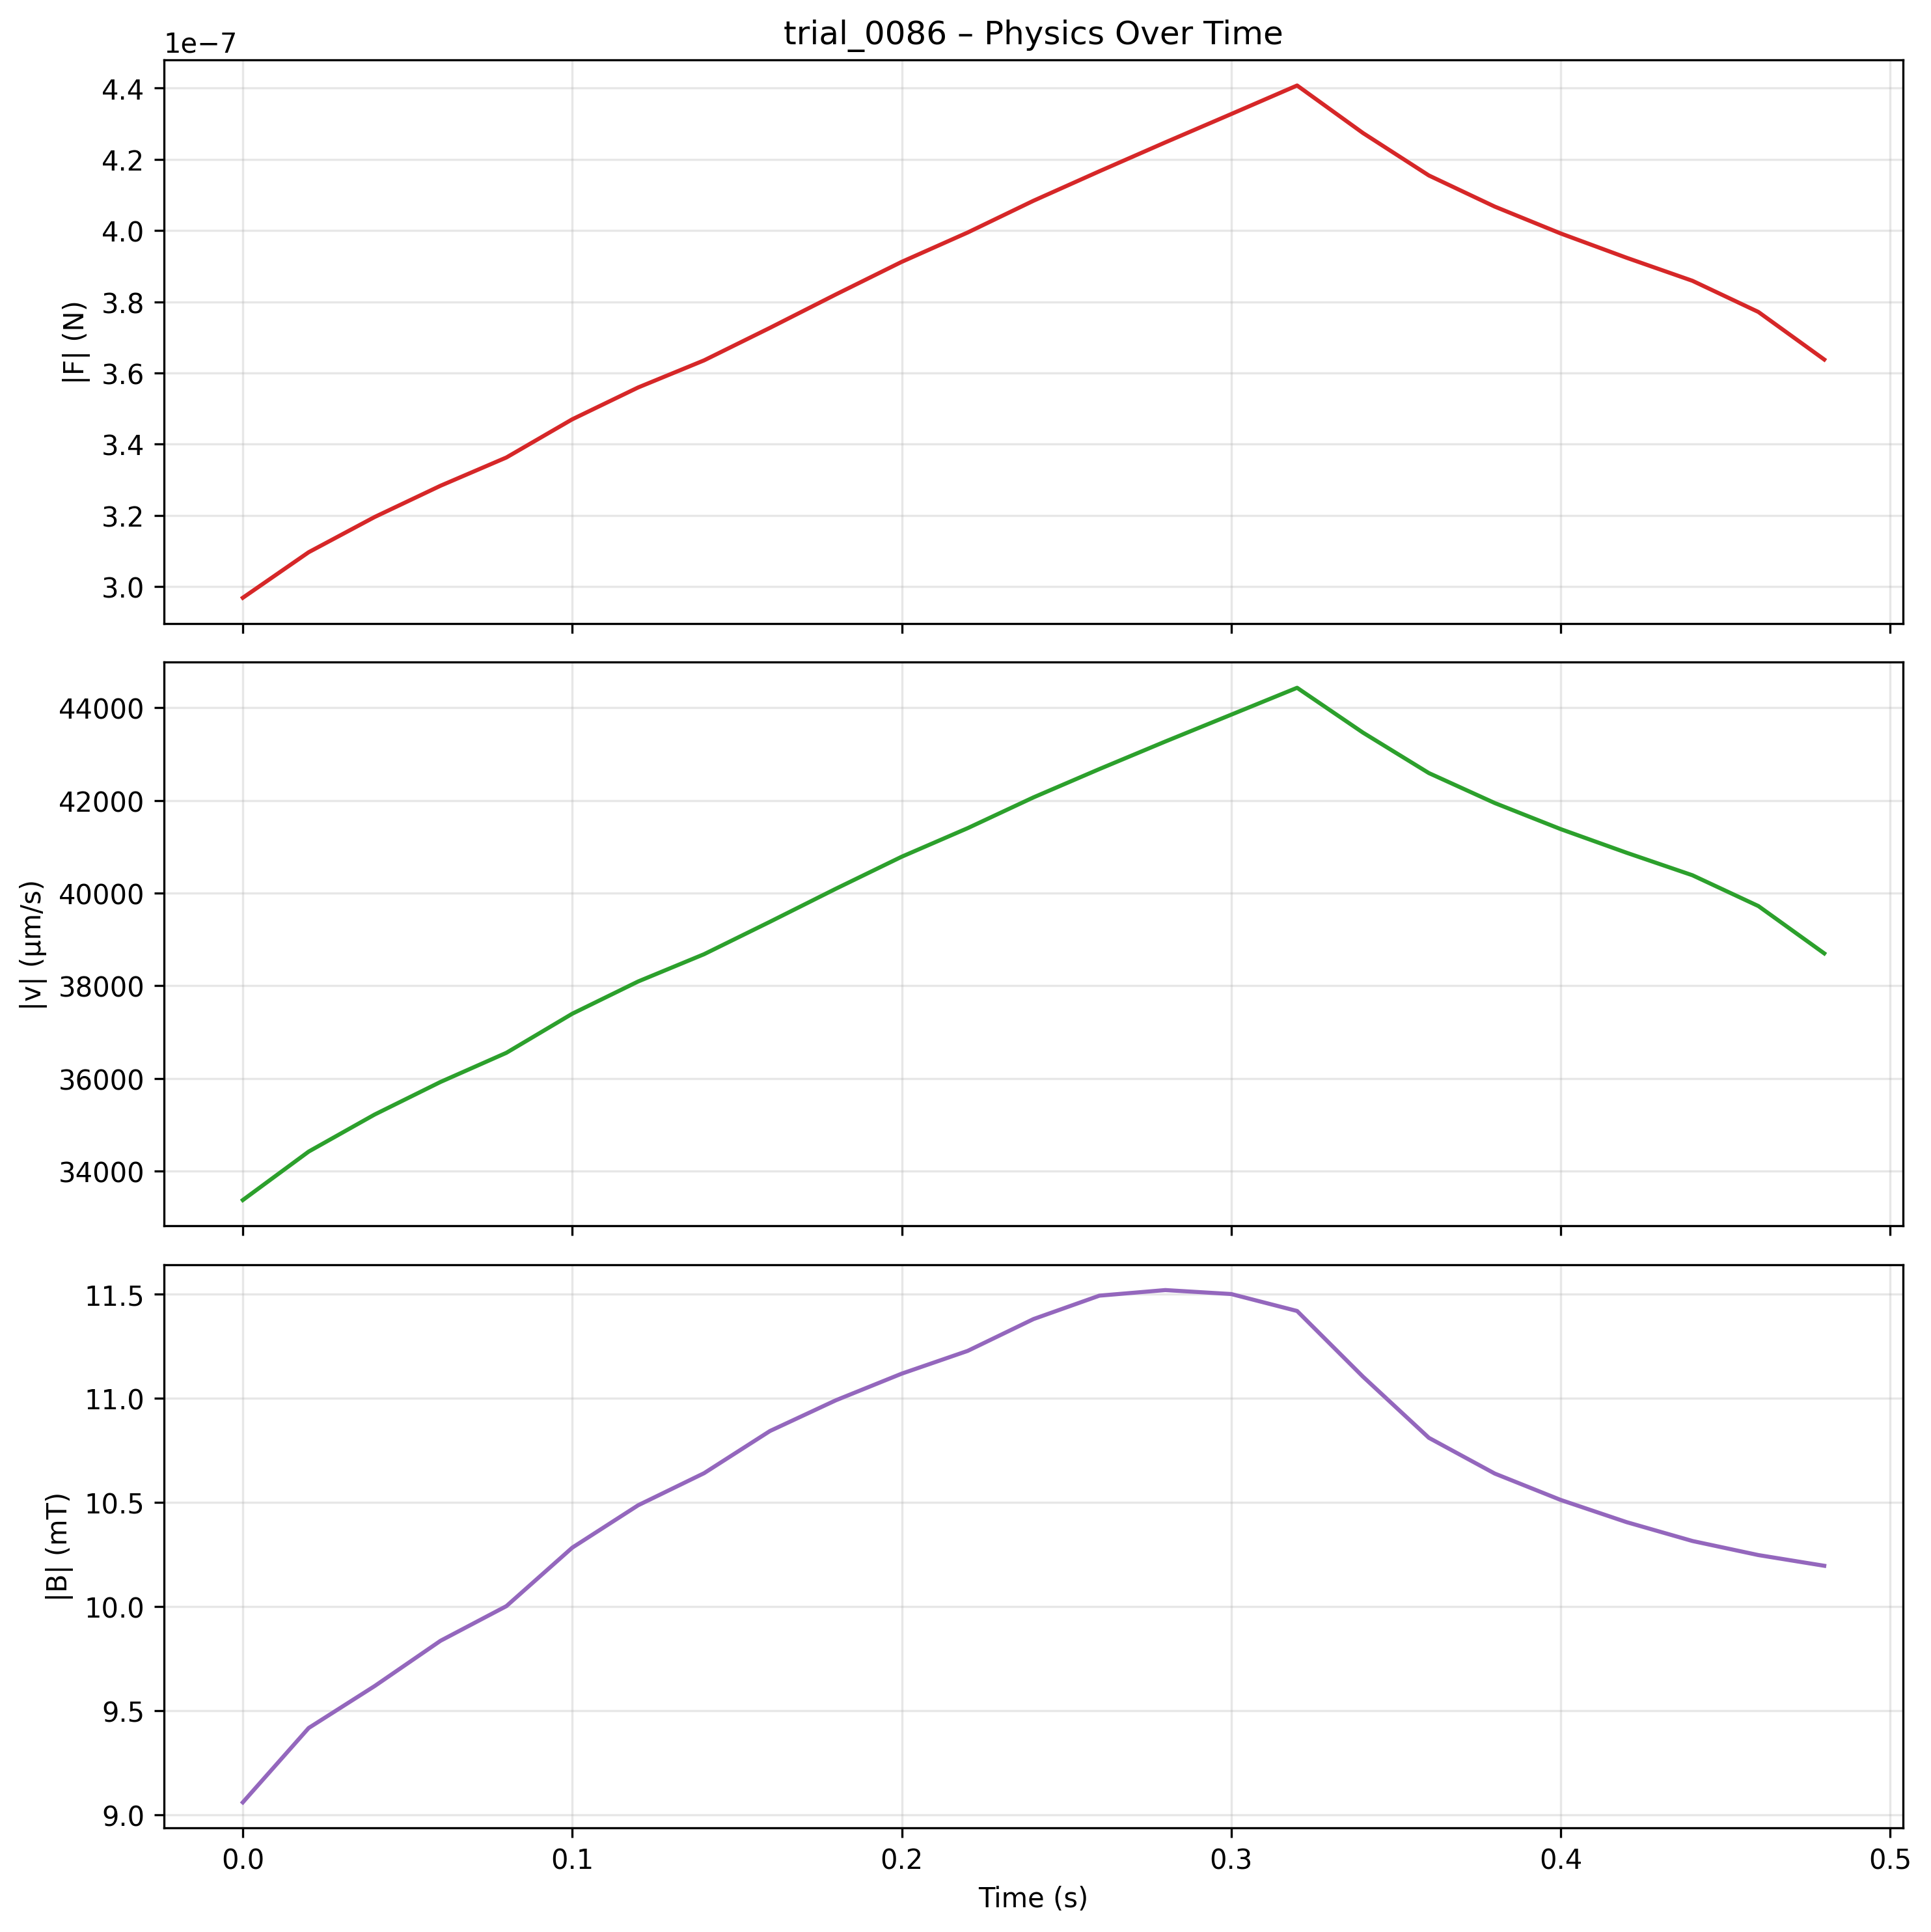 trial_0086 – Physics Over Time
1e−7
4.4
4.2
4.0
3.8
3.6
3.4
3.2
3.0
|F| (N)
44000
42000
40000
38000
36000
34000
|v| (µm/s)
11.5
11.0
10.5
10.0
9.5
9.0
|B| (mT)
0.0 0.1 0.2 0.3 0.4 0.5
Time (s)